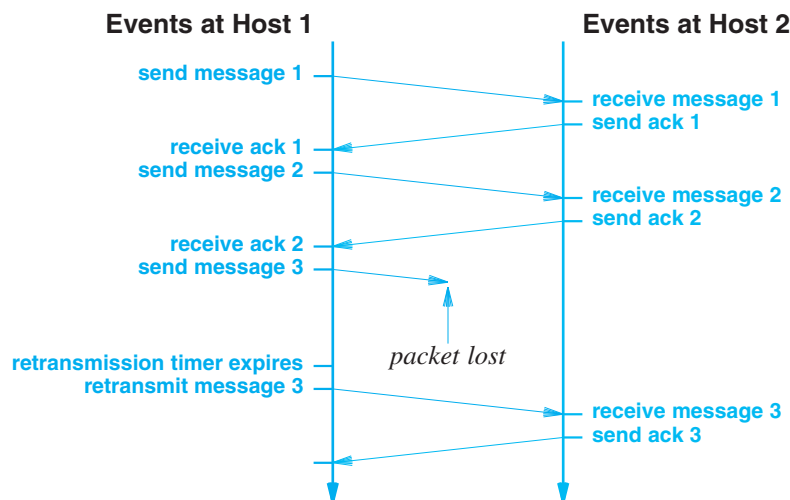 Events at Host 1
Events at Host 2
send message 1
receive message 1
send ack 1
receive ack 1
send message 2
receive message 2
send ack 2
receive ack 2
send message 3
packet lost
retransmission timer expires
retransmit message 3
receive message 3
send ack 3